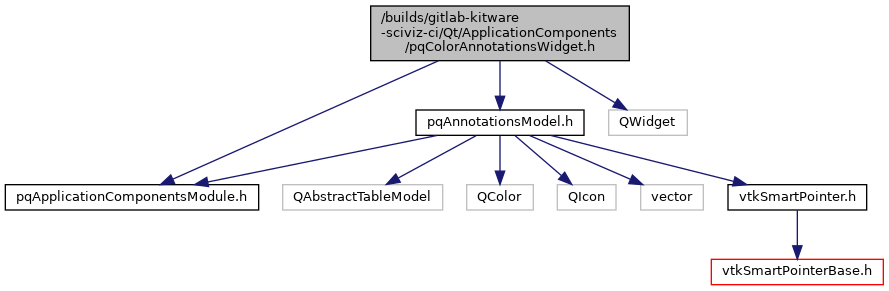 /builds/gitlab-kitware
-sciviz-ci/Qt/ApplicationComponents
/pqColorAnnotationsWidget.h
pqAnnotationsModel.h
QWidget
pqApplicationComponentsModule.h
QAbstractTableModel
QColor
QIcon
vector
vtkSmartPointer.h
vtkSmartPointerBase.h